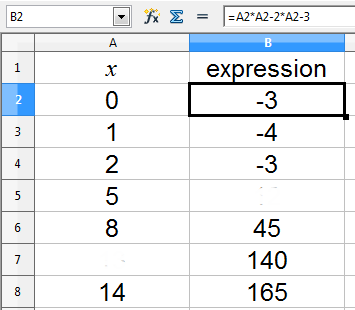 B2 fx Σ = =A2*A2-2*A2-3
A B
1 x expression
2 0 -3
3 1 -4
4 2 -3
5 5
6 8 45
7 140
8 14 165